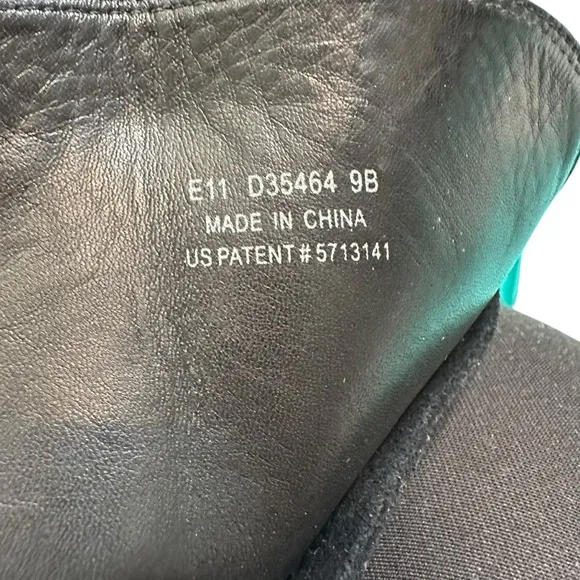 E11 D35464 9B
MADE IN CHINA
US PATENT # 5713141